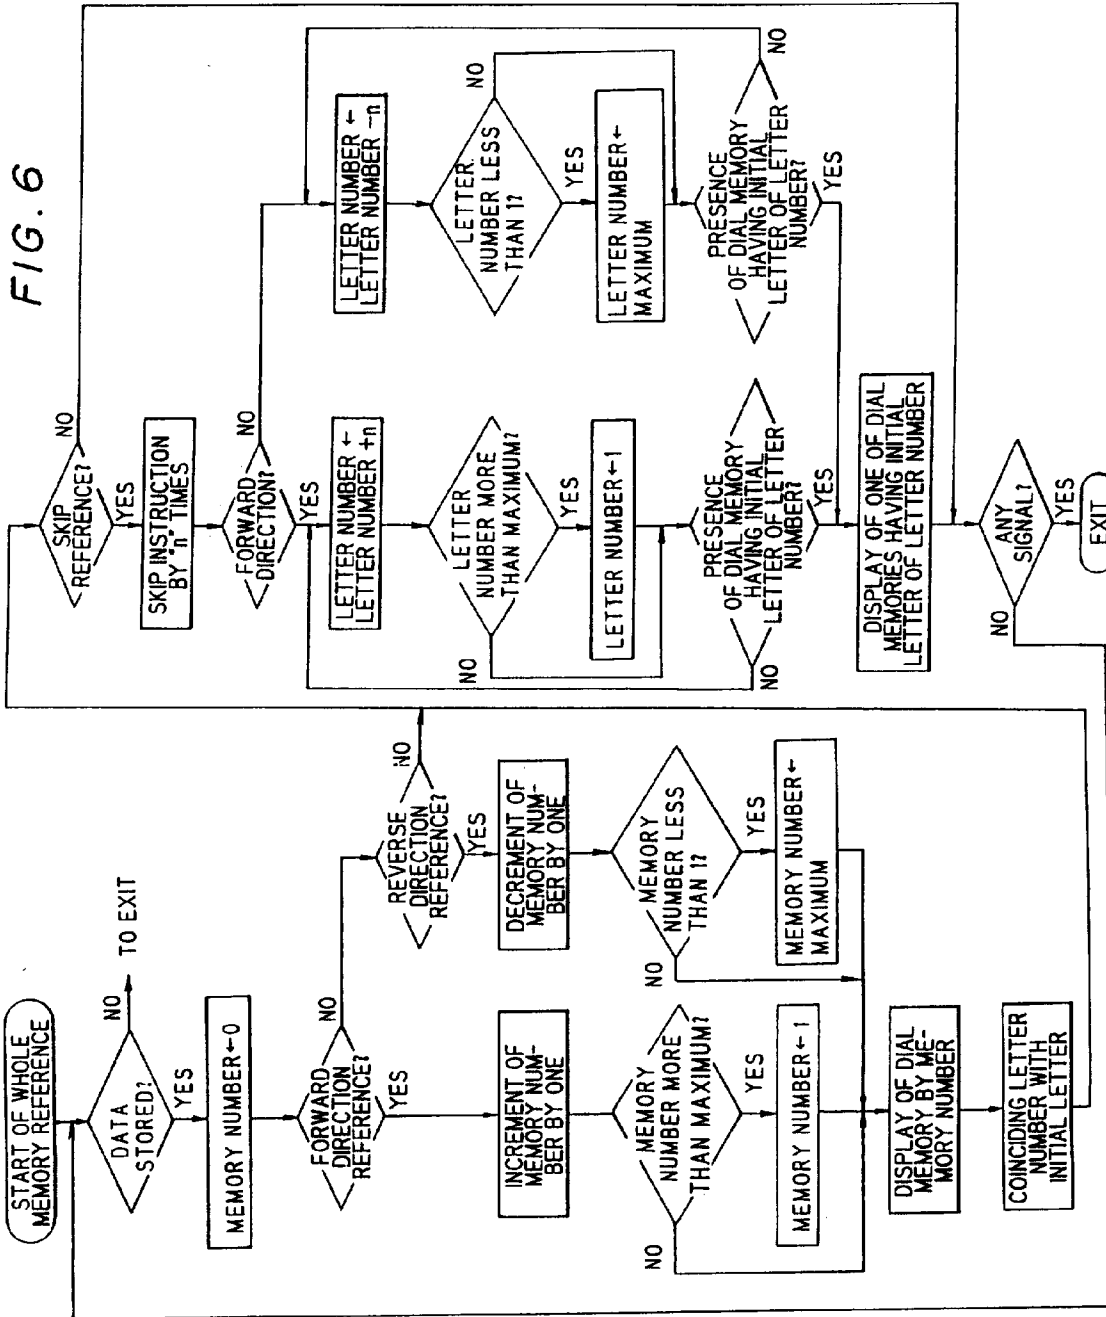 FIG. 6
START OF WHOLE
MEMORY REFERENCE
DATA
STORED?
NO
TO EXIT
YES
MEMORY NUMBER←0
FORWARD
DIRECTION
REFERENCE?
NO
YES
INCREMENT OF
MEMORY NUM-
BER BY ONE
MEMORY
NUMBER MORE
THAN MAXIMUM?
NO
YES
MEMORY NUMBER←1
REVERSE
DIRECTION
REFERENCE?
NO
YES
DECREMENT OF
MEMORY NUM-
BER BY ONE
MEMORY
NUMBER LESS
THAN 1?
NO
YES
MEMORY NUMBER←
MAXIMUM
DISPLAY OF DIAL
MEMORY BY ME-
MORY NUMBER
COINCIDING LETTER
NUMBER WITH
INITIAL LETTER
SKIP
REFERENCE?
NO
YES
SKIP INSTRUCTION
BY "n" TIMES
FORWARD
DIRECTION?
NO
YES
LETTER NUMBER ←
LETTER NUMBER +n
LETTER
NUMBER MORE
THAN MAXIMUM?
NO
YES
LETTER NUMBER←1
PRESENCE
OF DIAL MEMORY
HAVING INITIAL
LETTER OF LETTER
NUMBER?
NO
YES
LETTER NUMBER ←
LETTER NUMBER −n
LETTER
NUMBER LESS
THAN 1?
NO
YES
LETTER NUMBER←
MAXIMUM
PRESENCE
OF DIAL MEMORY
HAVING INITIAL
LETTER OF LETTER
NUMBER?
NO
YES
DISPLAY OF ONE OF DIAL
MEMORIES HAVING INITIAL
LETTER OF LETTER NUMBER
ANY
SIGNAL?
NO
YES
EXIT